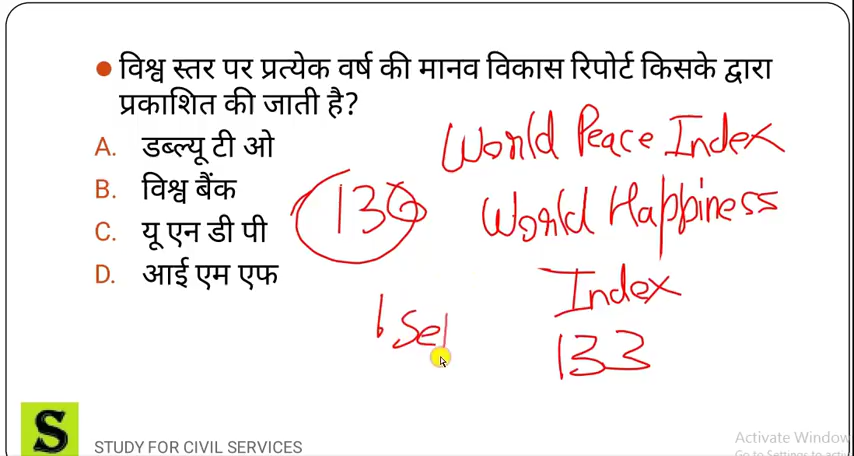 विश्व स्तर पर प्रत्येक वर्ष की मानव विकास रिपोर्ट किसके द्वारा
प्रकाशित की जाती है?
A. डब्ल्यू टी ओ
B. विश्व बैंक
C. यू एन डी पी
D. आई एम एफ
World Peace Index
136
World Happiness
Index
133
S
STUDY FOR CIVIL SERVICES
Activate Window